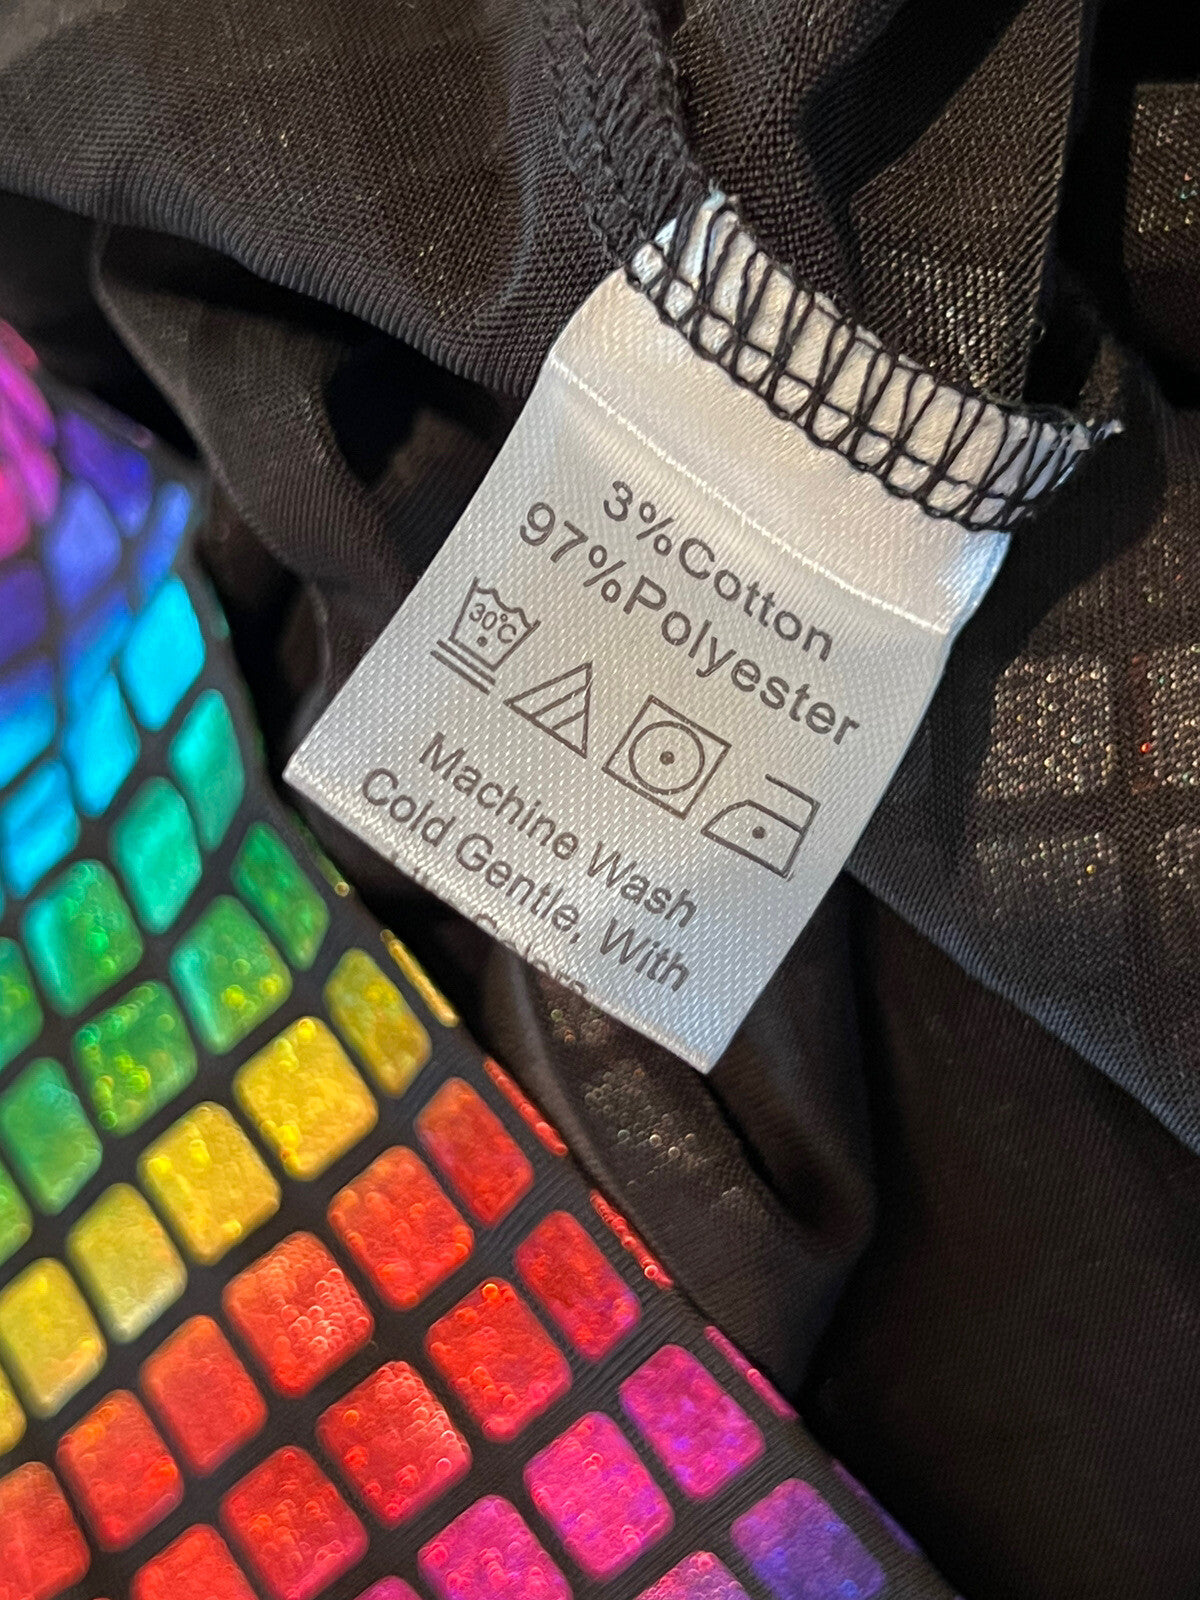 3%Cotton
97%Polyester
30°C
Machine Wash
Cold Gentle, With